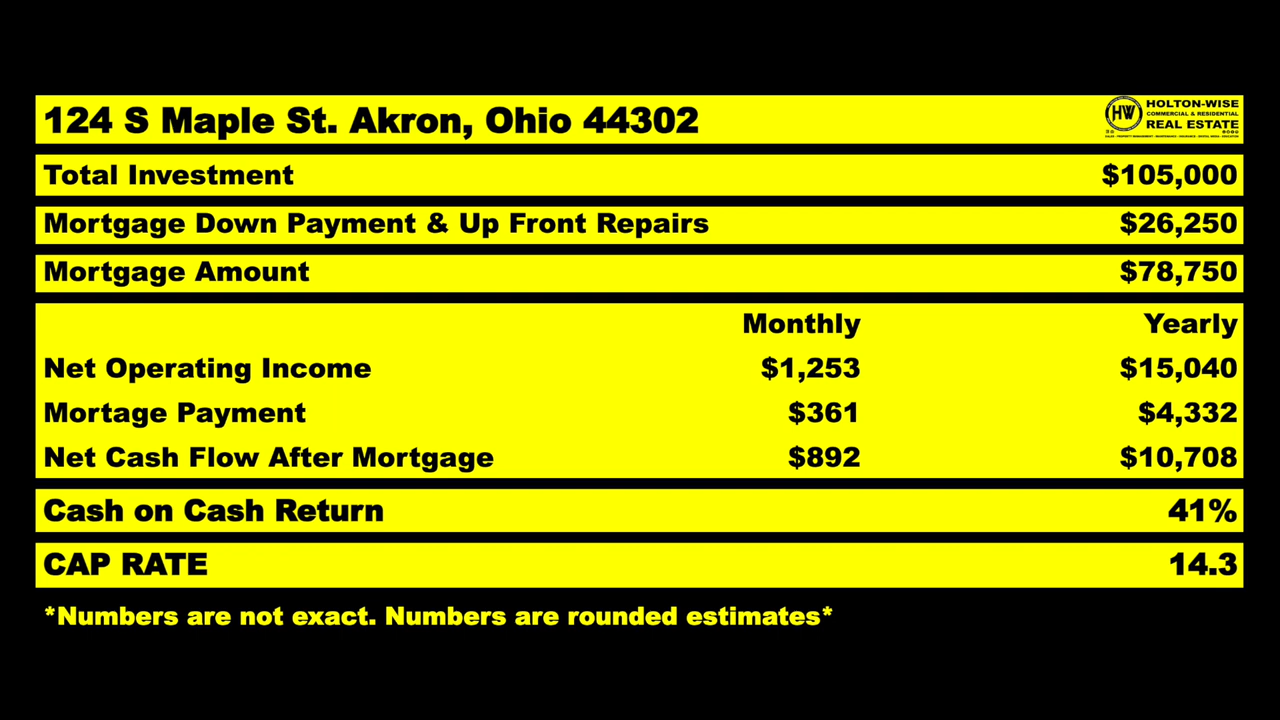 124 S Maple St. Akron, Ohio 44302
HW HOLTON-WISE
COMMERCIAL & RESIDENTIAL
REAL ESTATE
Total Investment $105,000
Mortgage Down Payment & Up Front Repairs $26,250
Mortgage Amount $78,750
Monthly Yearly
Net Operating Income $1,253 $15,040
Mortage Payment $361 $4,332
Net Cash Flow After Mortgage $892 $10,708
Cash on Cash Return 41%
CAP RATE 14.3
*Numbers are not exact. Numbers are rounded estimates*